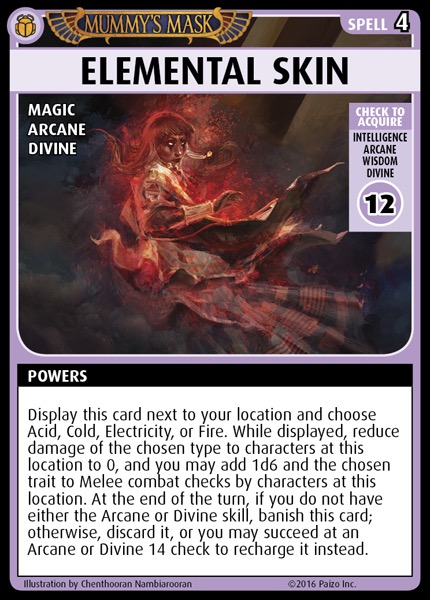 MUMMY'S MASK
SPELL 4
ELEMENTAL SKIN
MAGIC
ARCANE
DIVINE
CHECK TO
ACQUIRE
INTELLIGENCE
ARCANE
WISDOM
DIVINE
12
POWERS
Display this card next to your location and choose
Acid, Cold, Electricity, or Fire. While displayed, reduce
damage of the chosen type to characters at this
location to 0, and you may add 1d6 and the chosen
trait to Melee combat checks by characters at this
location. At the end of the turn, if you do not have
either the Arcane or Divine skill, banish this card;
otherwise, discard it, or you may succeed at an
Arcane or Divine 14 check to recharge it instead.
Illustration by Chenthooran Nambiarooran
©2016 Paizo Inc.